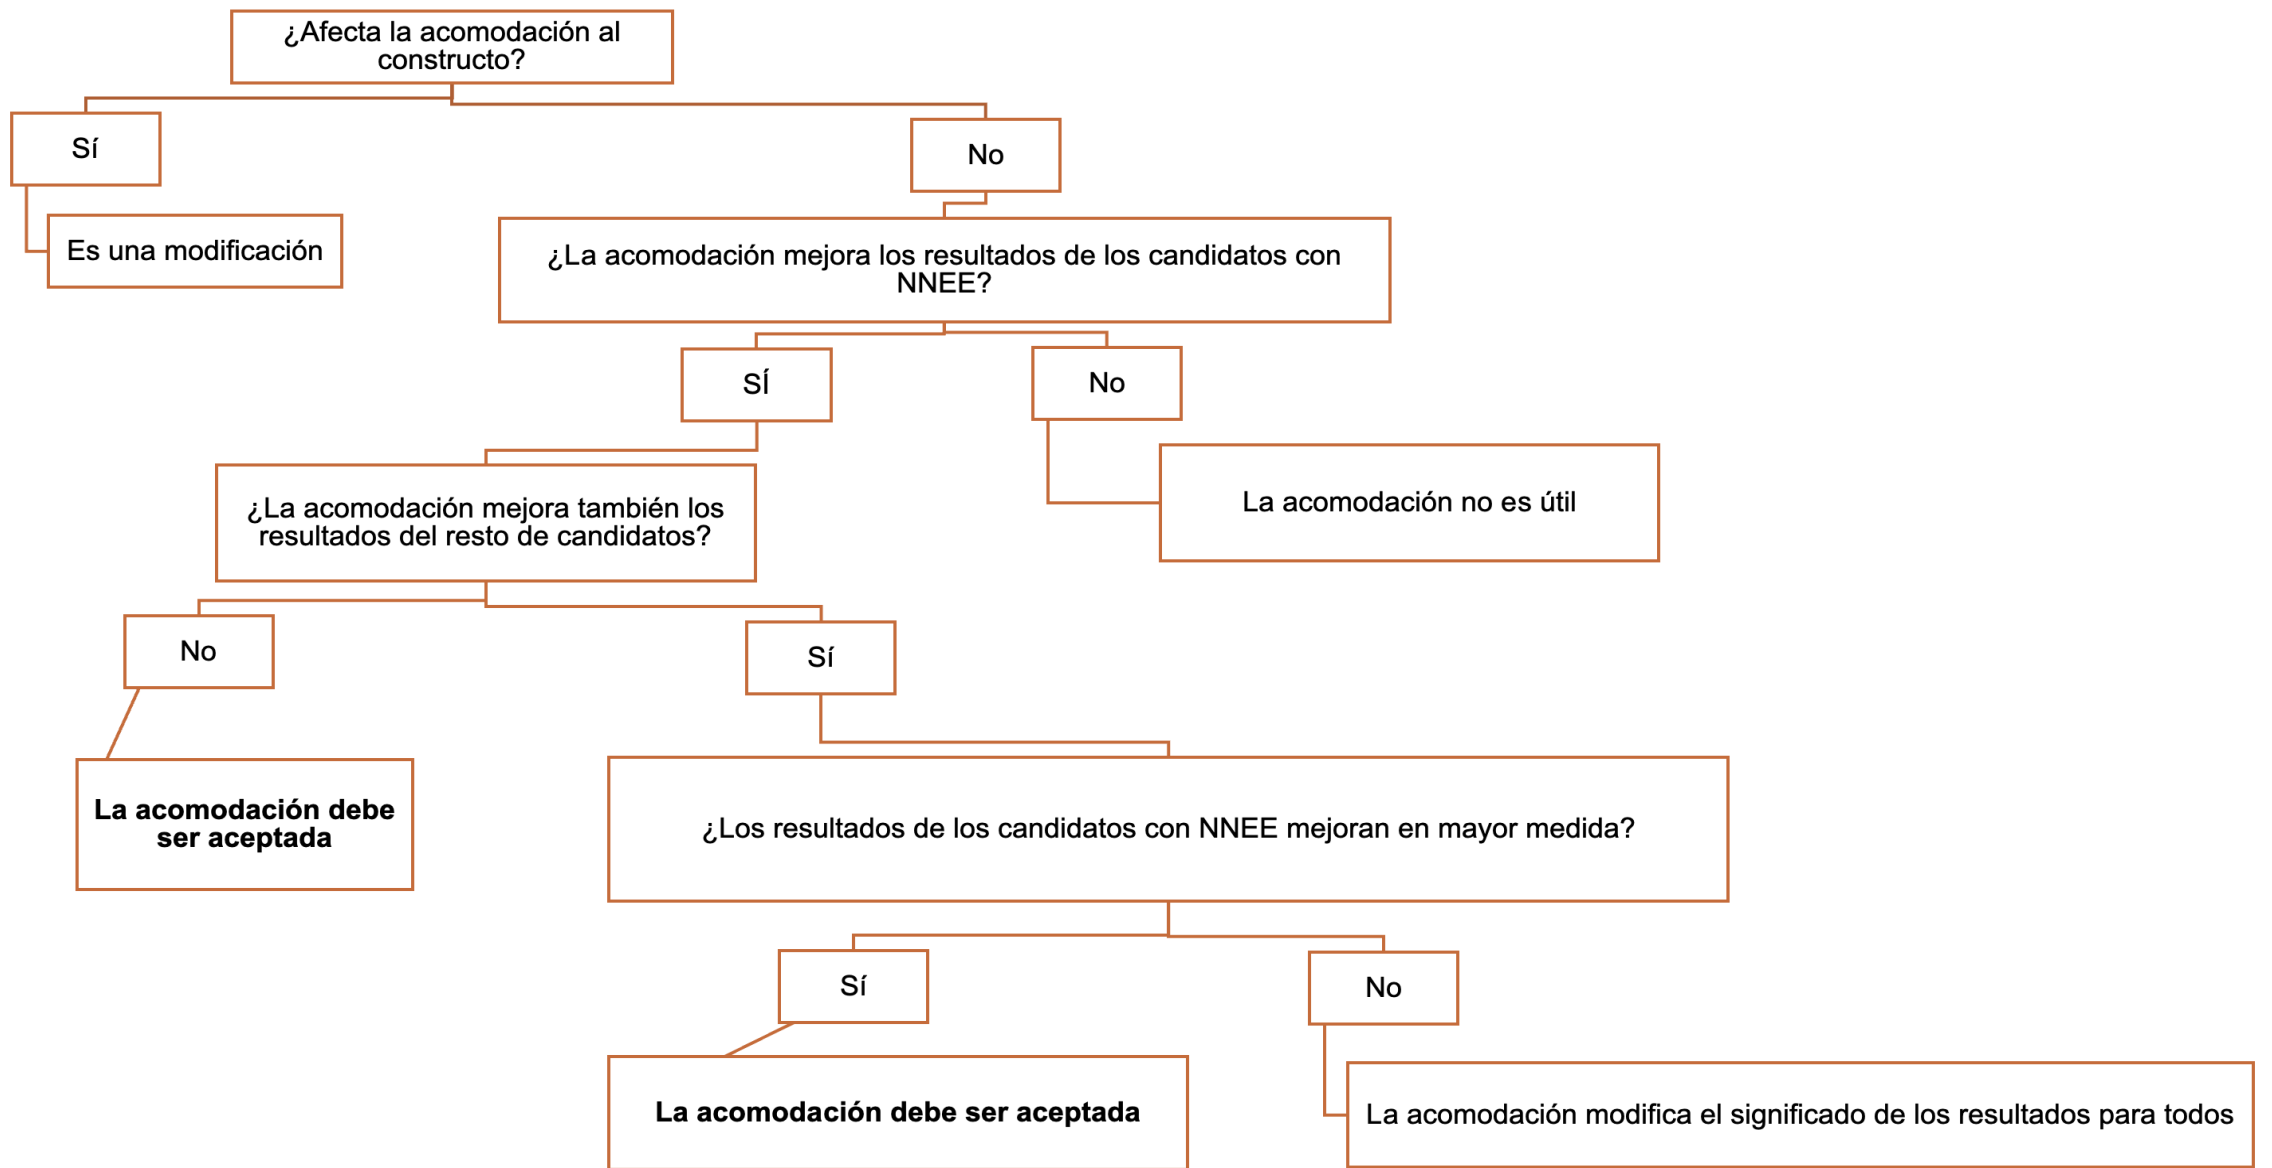 ¿Afecta la acomodación al
constructo?
Sí
No
Es una modificación
¿La acomodación mejora los resultados de los candidatos con
NNEE?
SÍ
No
¿La acomodación mejora también los
resultados del resto de candidatos?
La acomodación no es útil
No
Sí
La acomodación debe
ser aceptada
¿Los resultados de los candidatos con NNEE mejoran en mayor medida?
Sí
No
La acomodación debe ser aceptada
La acomodación modifica el significado de los resultados para todos